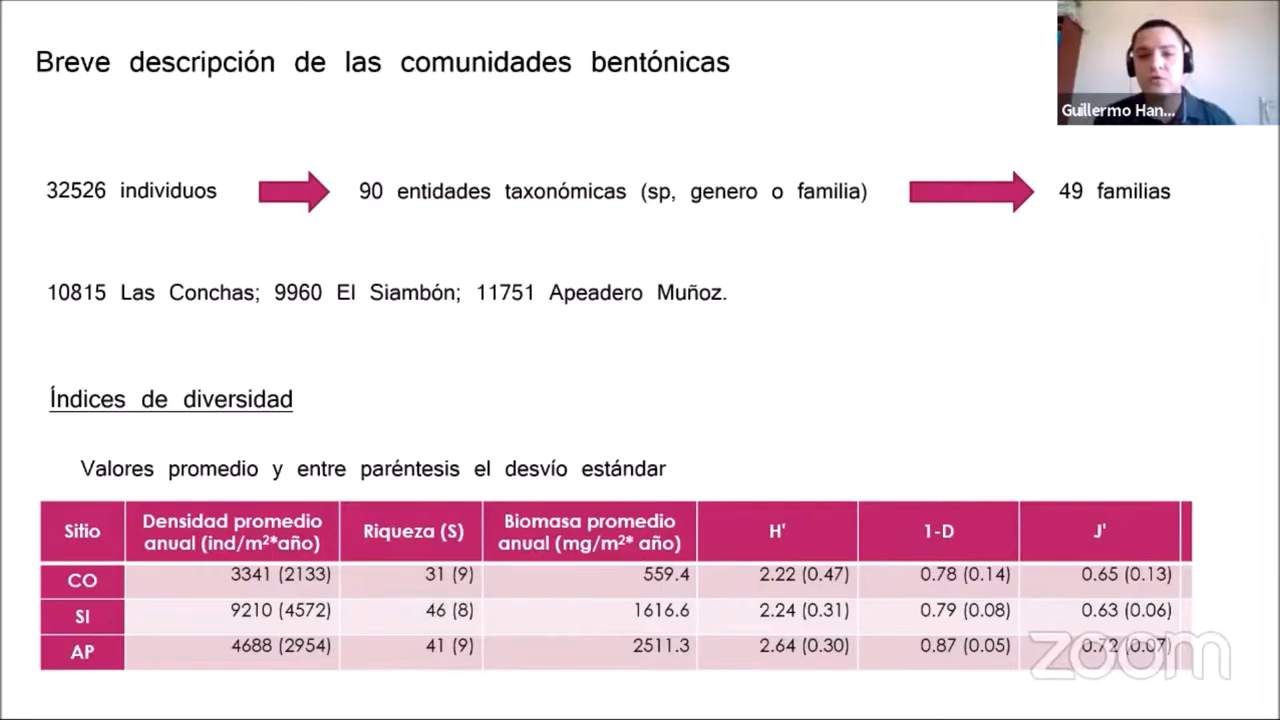 Breve descripción de las comunidades bentónicas
Guillermo Han...
32526 individuos 90 entidades taxonómicas (sp, genero o familia) 49 familias
10815 Las Conchas; 9960 El Siambón; 11751 Apeadero Muñoz.
Índices de diversidad
Valores promedio y entre paréntesis el desvío estándar
Sitio Densidad promedio anual (ind/m²*año) Riqueza (S) Biomasa promedio anual (mg/m²* año) H' 1-D J'
CO 3341 (2133) 31 (9) 559.4 2.22 (0.47) 0.78 (0.14) 0.65 (0.13)
SI 9210 (4572) 46 (8) 1616.6 2.24 (0.31) 0.79 (0.08) 0.63 (0.06)
AP 4688 (2954) 41 (9) 2511.3 2.64 (0.30) 0.87 (0.05) 0.72 (0.07)
zoom